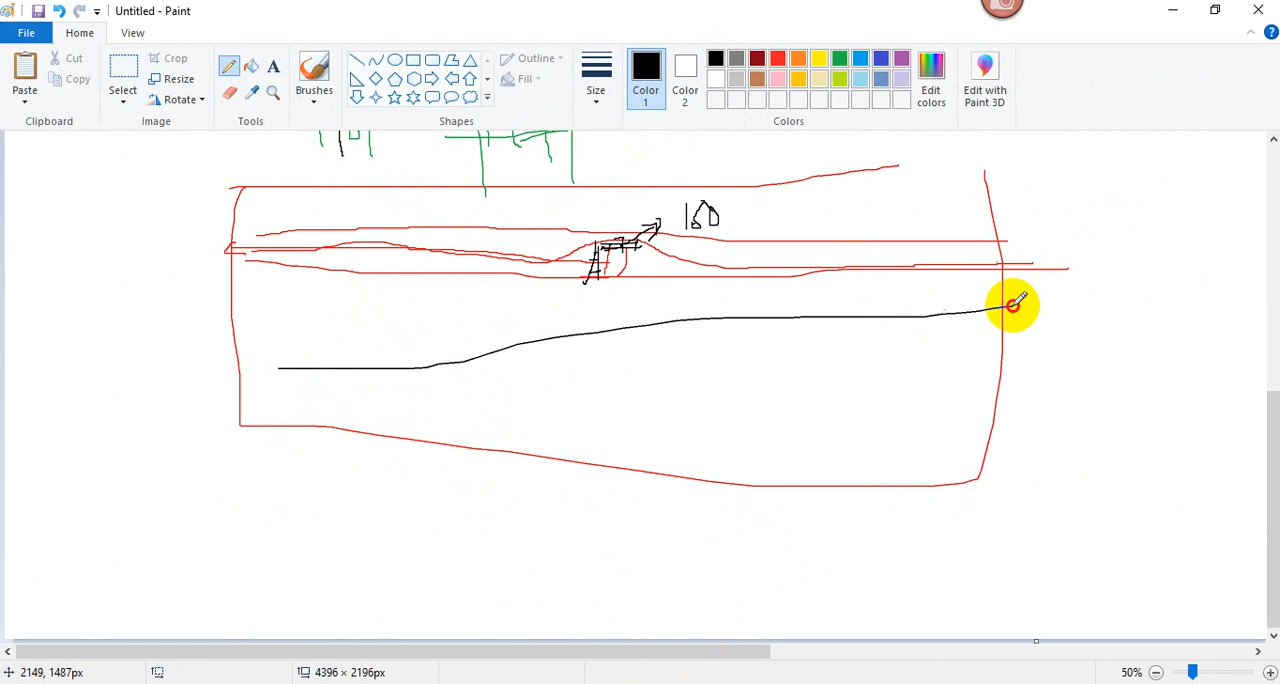 Untitled - Paint
File
Home
View
Paste
Cut
Copy
Clipboard
Select
Crop
Resize
Rotate
Image
A
Tools
Brushes
Outline
Fill
Shapes
Size
Color 1
Color 2
Edit colors
Colors
Edit with Paint 3D
2149, 1487px
4396 × 2196px
50%